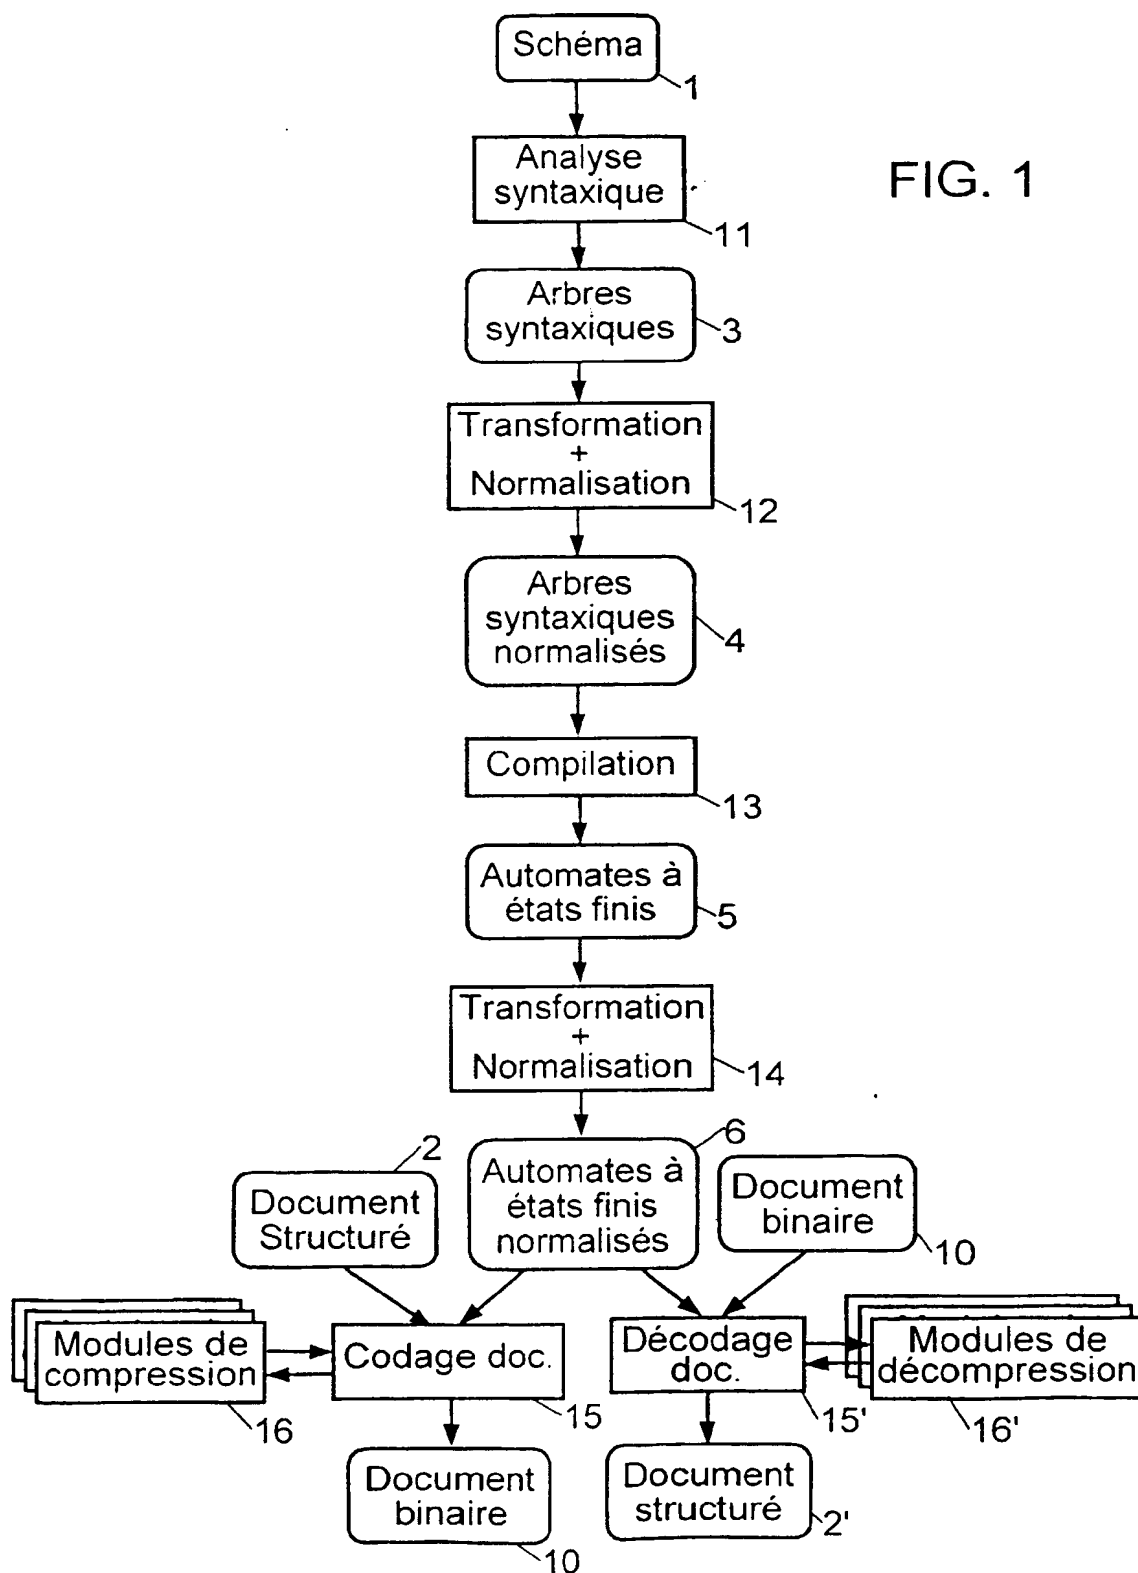 Schéma
1
Analyse
syntaxique
11
FIG. 1
Arbres
syntaxiques
3
Transformation
+
Normalisation
12
Arbres
syntaxiques
normalisés
4
Compilation
13
Automates à
états finis
5
Transformation
+
Normalisation
14
2
Document
Structuré
6
Automates à
états finis
normalisés
Document
binaire
10
Modules de
compression
16
Codage doc.
15
Décodage
doc.
15'
Modules de
décompression
16'
Document
binaire
10
Document
structuré
2'